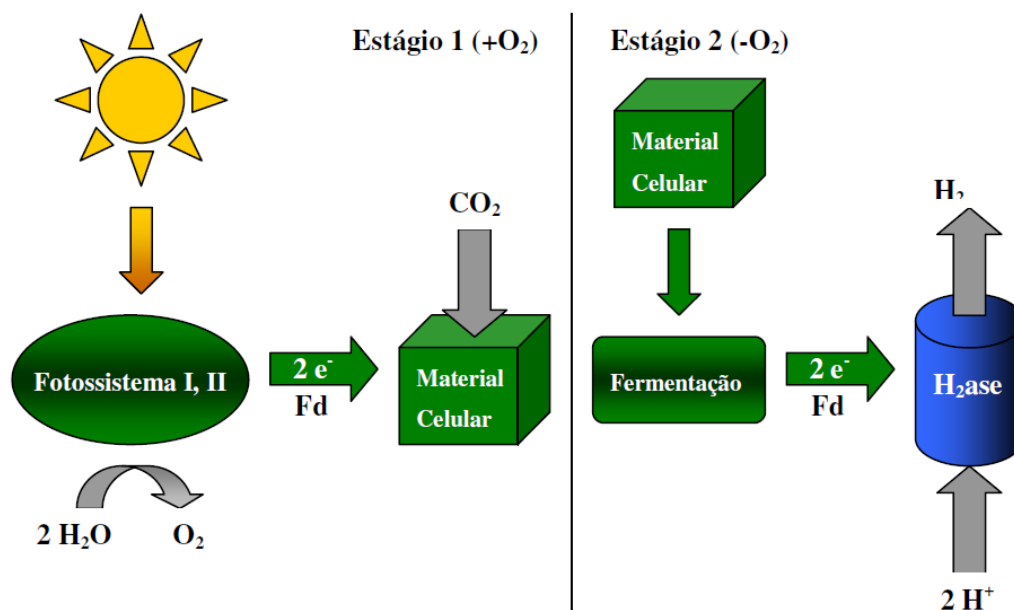 Estágio 1 (+O₂)
CO₂
Fotossistema I, II
2 e⁻
Fd
Material
Celular
2 H₂O
O₂
Estágio 2 (-O₂)
Material
Celular
Fermentação
2 e⁻
Fd
H₂
H₂ase
2 H⁺